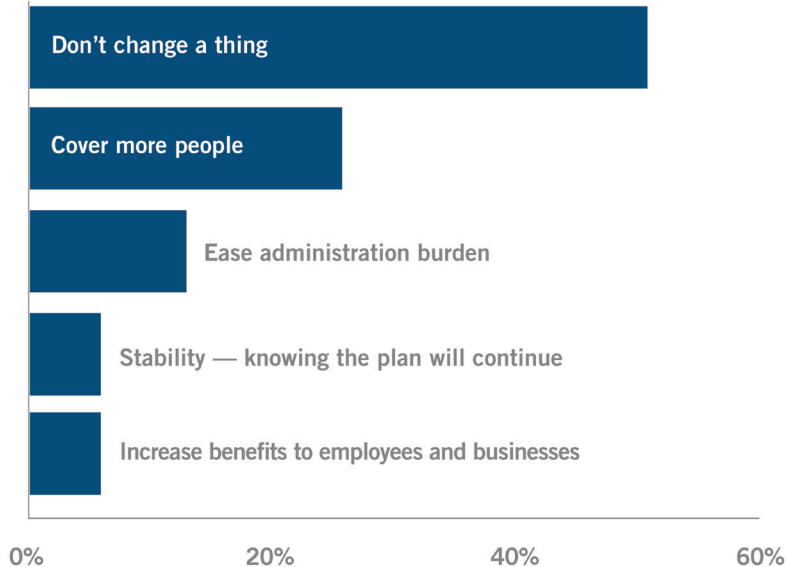 Don’t change a thing
Cover more people
Ease administration burden
Stability — knowing the plan will continue
Increase benefits to employees and businesses
0% 20% 40% 60%